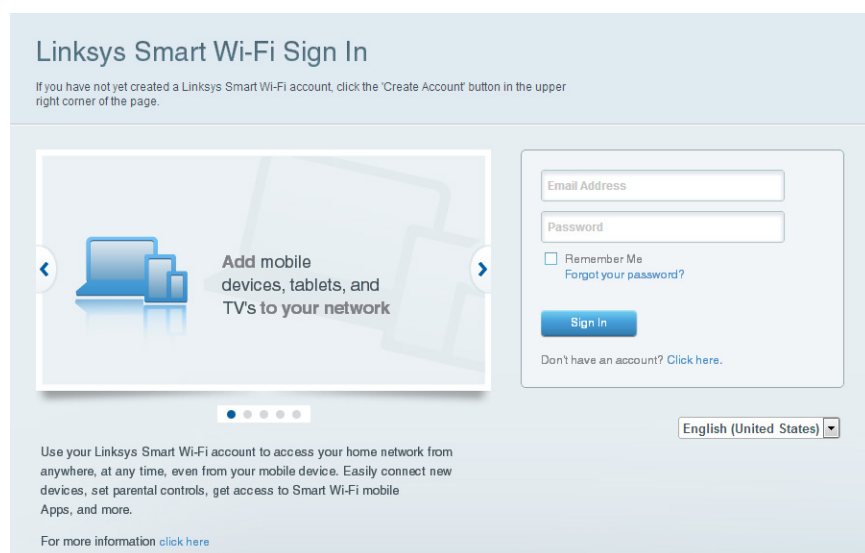 Linksys Smart Wi-Fi Sign In
If you have not yet created a Linksys Smart Wi-Fi account, click the 'Create Account' button in the upper
right corner of the page.
Add mobile
devices, tablets, and
TV's to your network
Email Address
Password
Remember Me
Forgot your password?
Sign In
Don't have an account? Click here.
English (United States)
Use your Linksys Smart Wi-Fi account to access your home network from
anywhere, at any time, even from your mobile device. Easily connect new
devices, set parental controls, get access to Smart Wi-Fi mobile
Apps, and more.
For more information click here